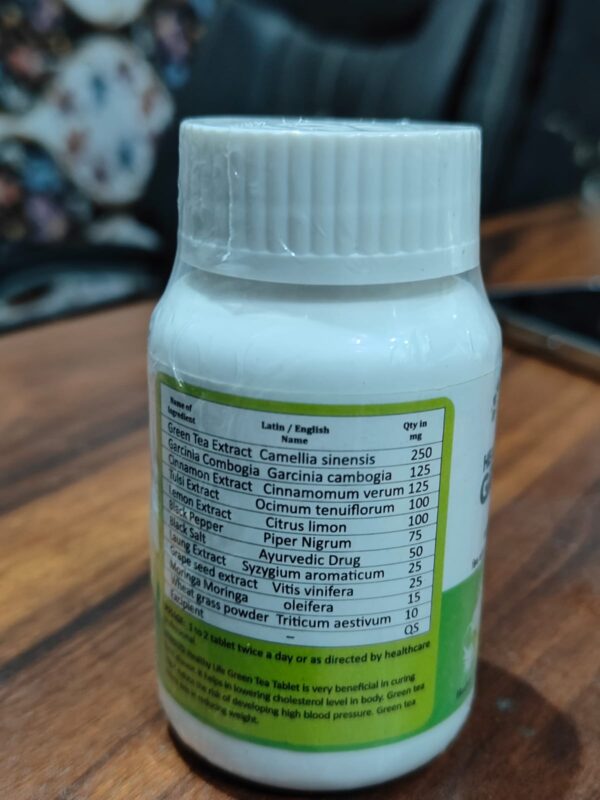 Name of Ingredient Latin / English Name Qty in mg
Green Tea Extract Camellia sinensis 250
Garcinia Combogia Garcinia cambogia 125
Cinnamon Extract Cinnamomum verum 125
Tulsi Extract Ocimum tenuiflorum 100
Lemon Extract Citrus limon 100
Black Pepper Piper Nigrum 75
Black Salt Ayurvedic Drug 50
Laung Extract Syzygium aromaticum 25
Grape seed extract Vitis vinifera 25
Moringa Moringa oleifera 15
Wheat grass powder Triticum aestivum 10
Excipient – QS
1 to 2 tablet twice a day or as directed by healthcare
Healthy Life Green Tea Tablet is very beneficial in curing
It helps in lowering cholesterol level in body. Green tea
the risk of developing high blood pressure. Green tea
in reducing weight.